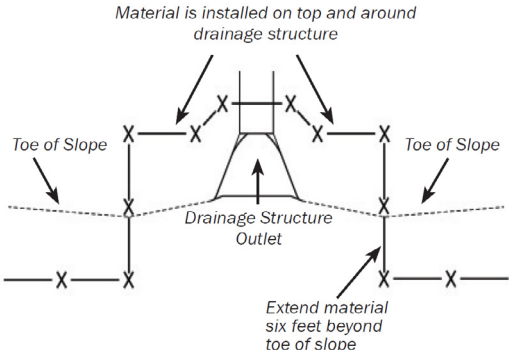 Material is installed on top and around
drainage structure
Toe of Slope
Toe of Slope
Drainage Structure
Outlet
Extend material
six feet beyond
toe of slope